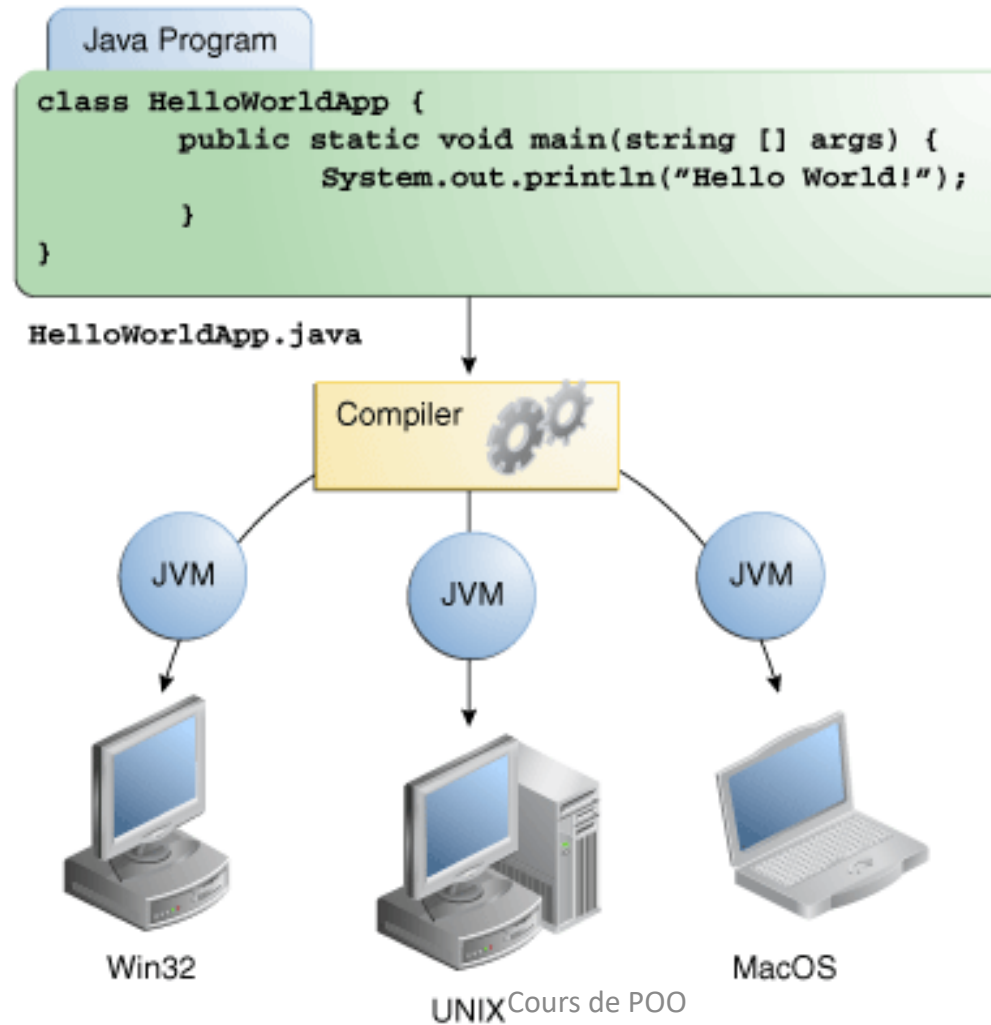 Java Program
class HelloWorldApp {
public static void main(string [] args) {
System.out.println("Hello World!");
}
}
HelloWorldApp.java
Compiler
JVM
JVM
JVM
Win32
UNIX
MacOS
Cours de POO